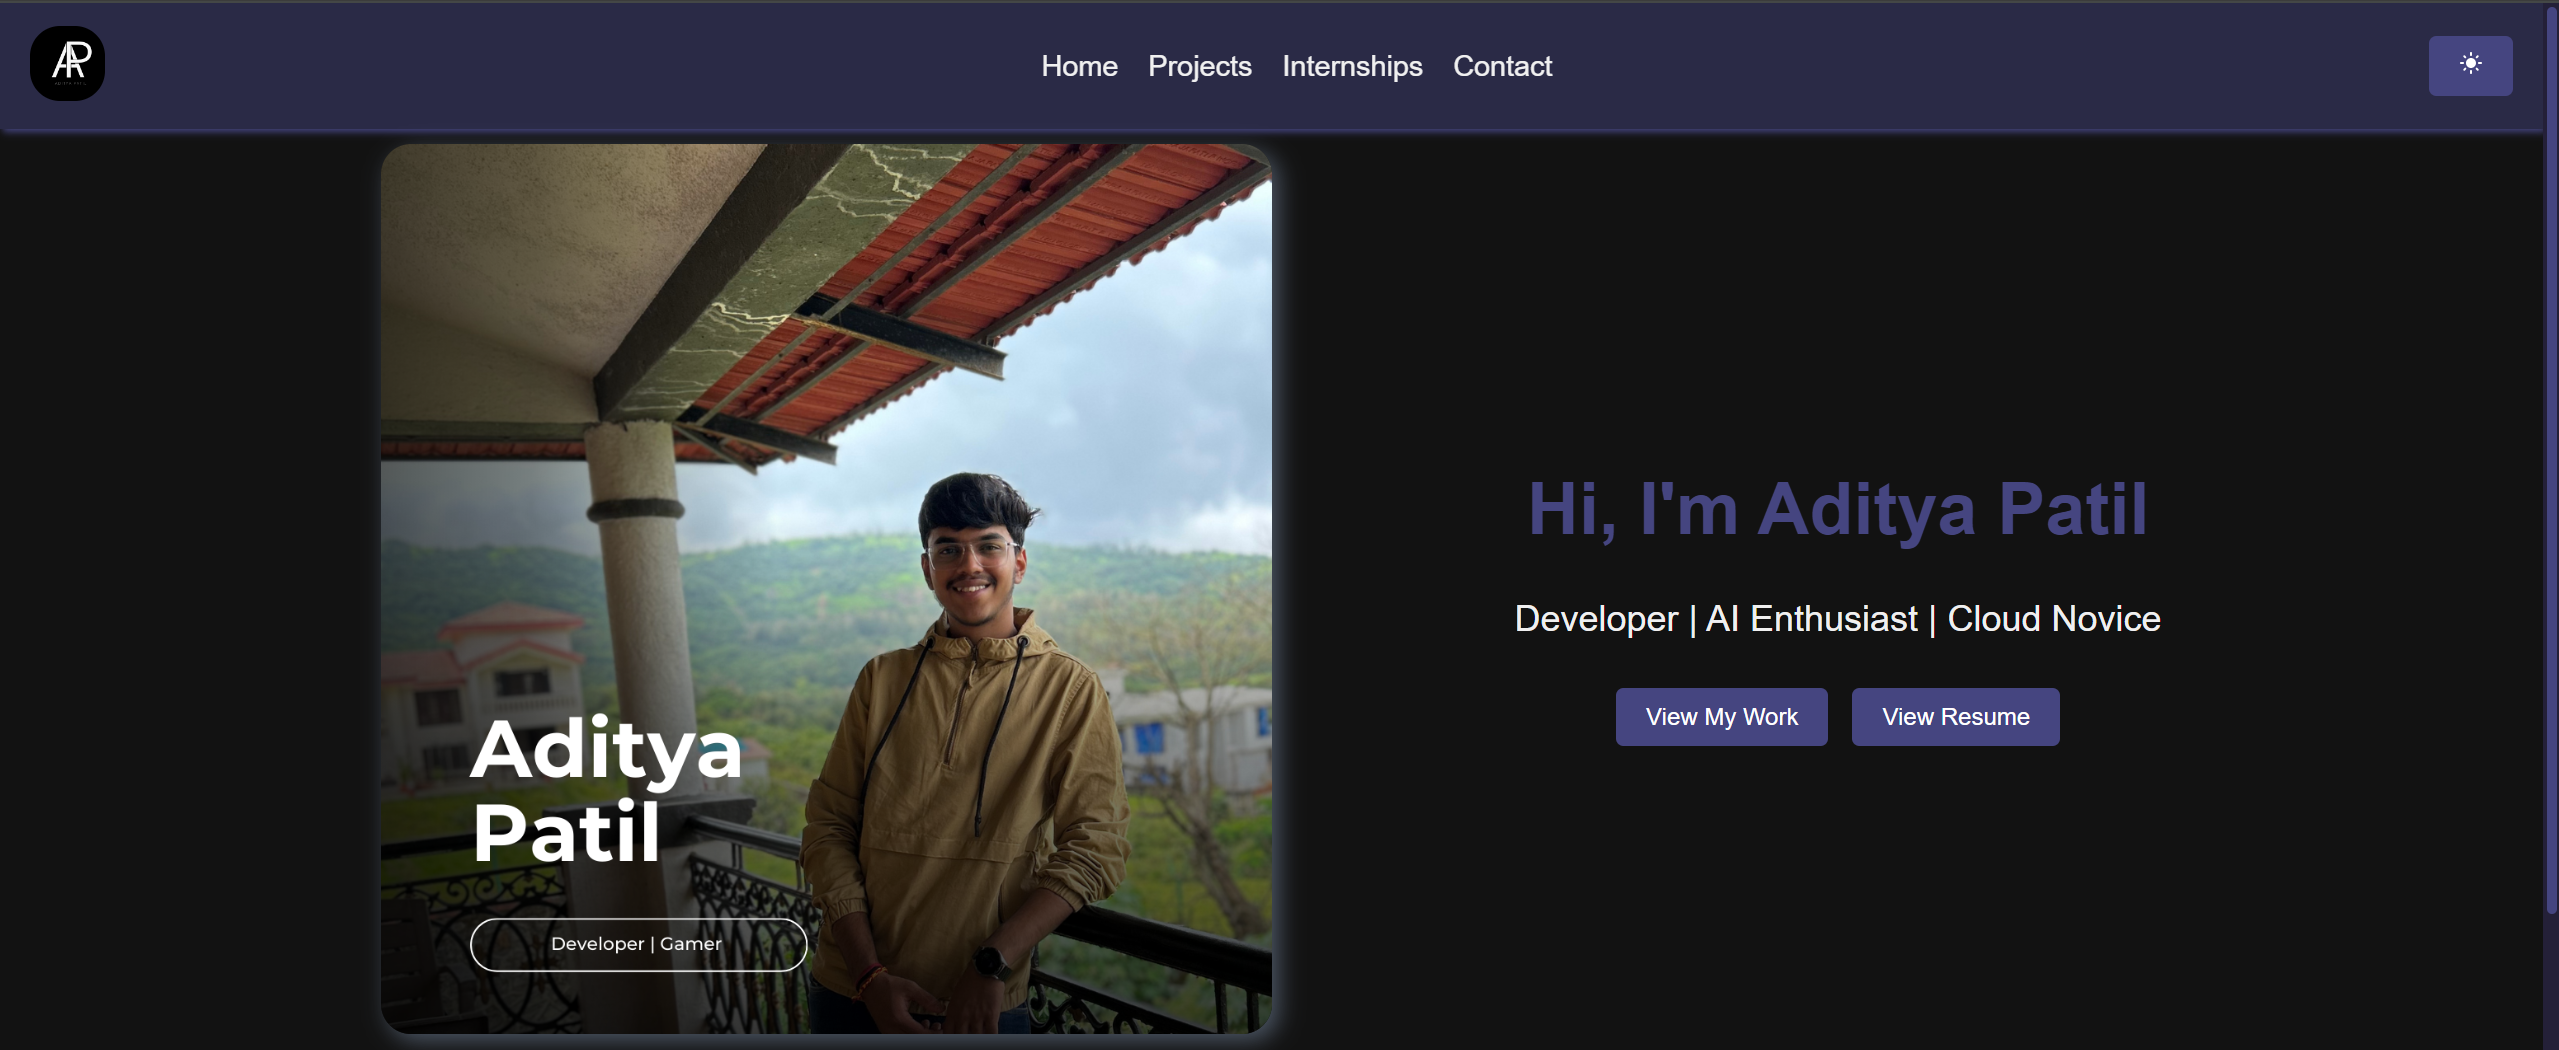 AP
Home Projects Internships Contact
Aditya
Patil
Developer | Gamer
Hi, I'm Aditya Patil
Developer | AI Enthusiast | Cloud Novice
View My Work View Resume